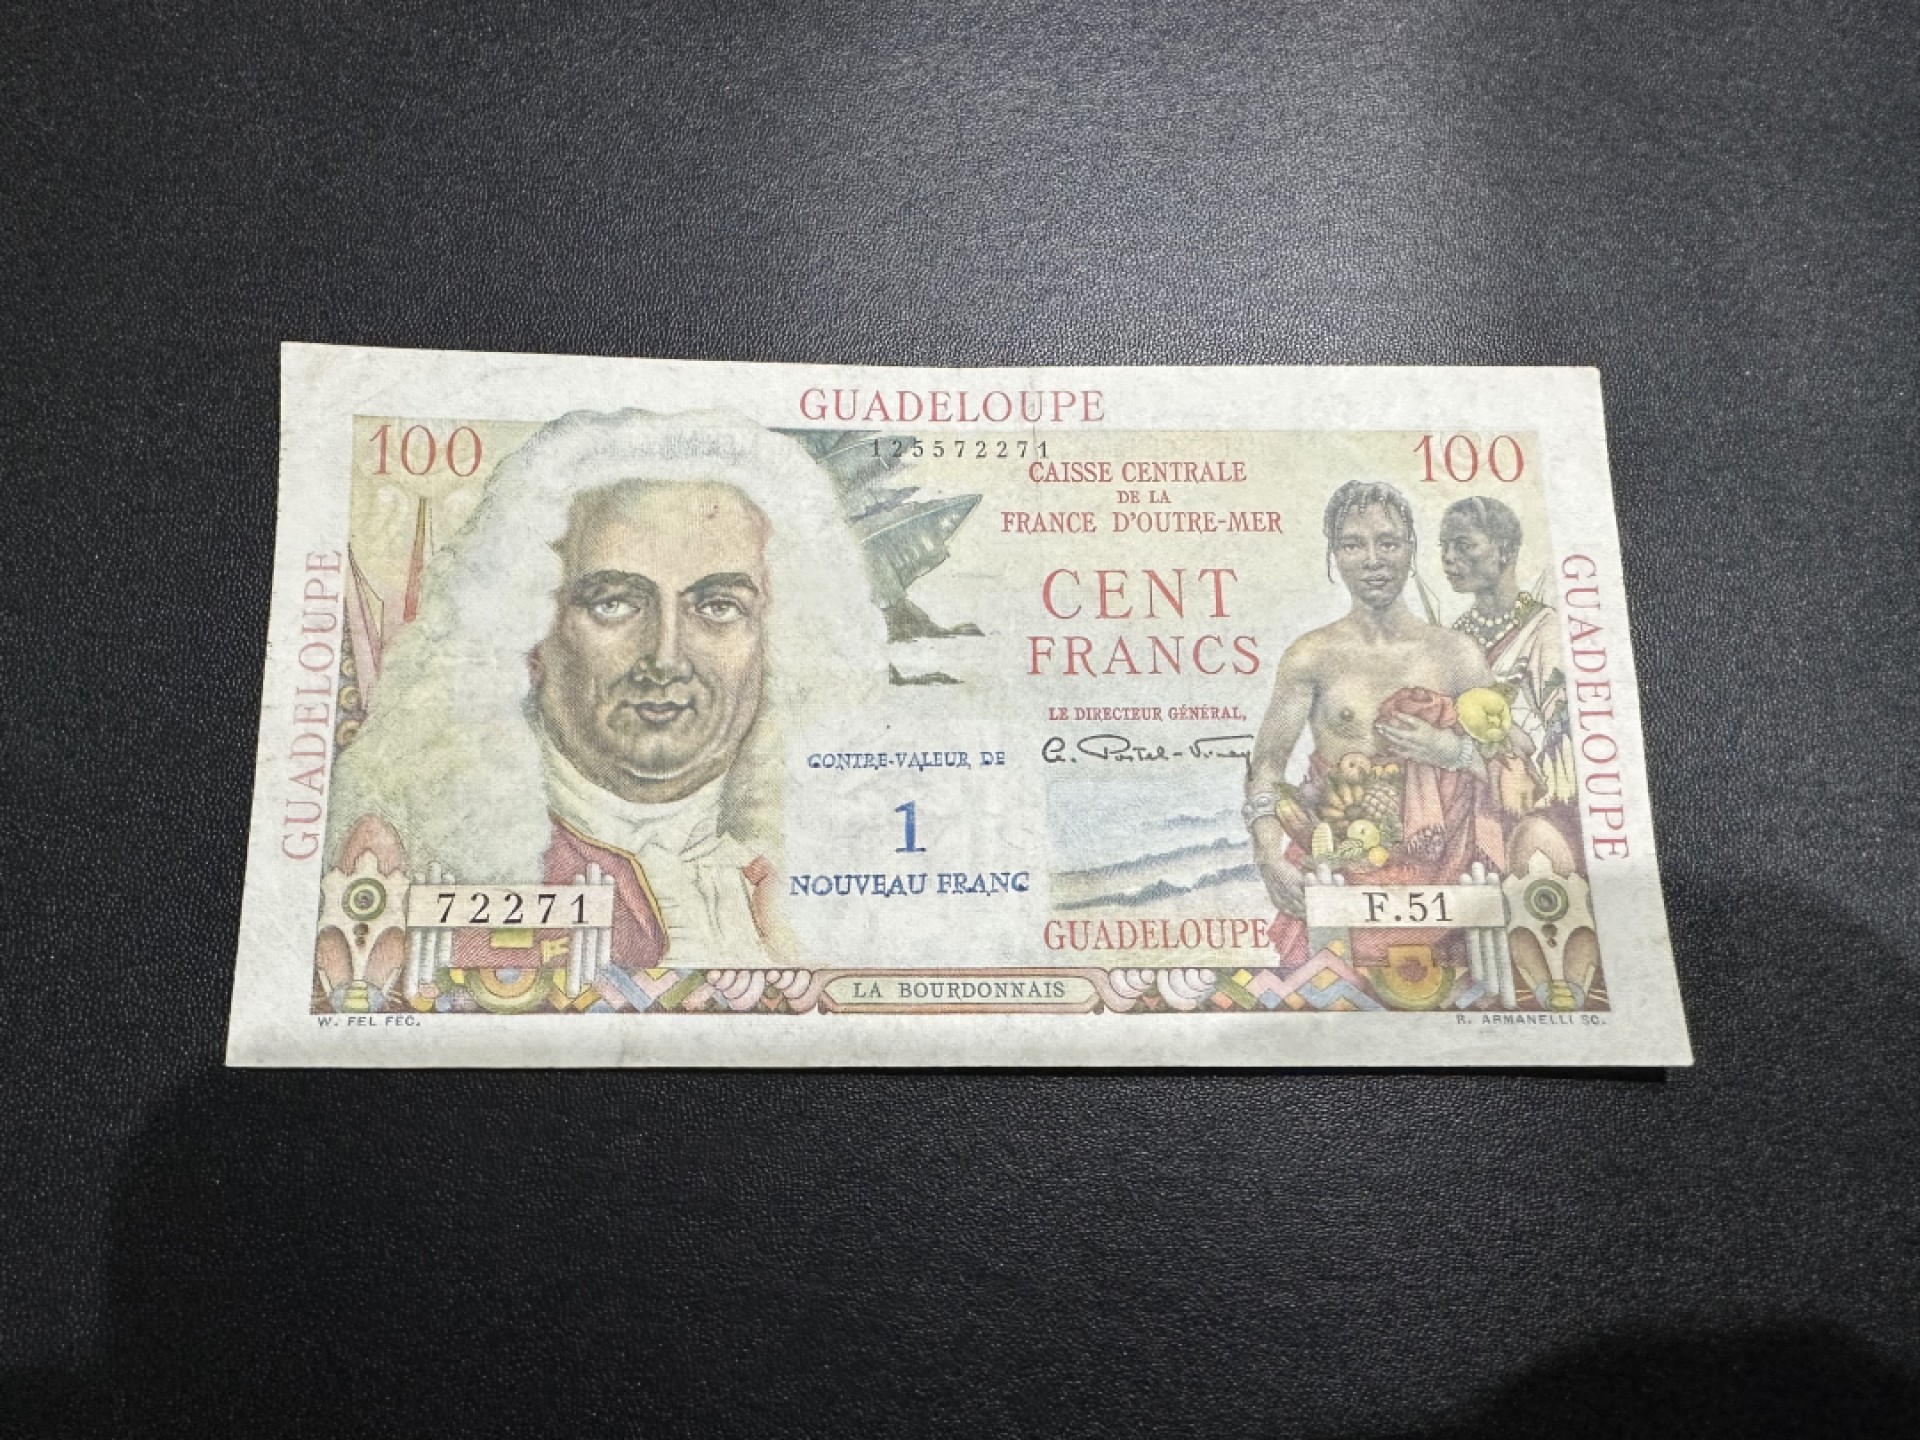 GUADELOUPE
100
125572271
100
CAISSE CENTRALE
DE LA
FRANCE D'OUTRE-MER
CENT
FRANCS
GUADELOUPE
GUADELOUPE
LE DIRECTEUR GÉNÉRAL,
CONTRE-VALEUR DE
1
NOUVEAU FRANC
72271
F.51
GUADELOUPE
LA BOURDONNAIS
W. FEL FEC.
R. ARMANELLI SC.